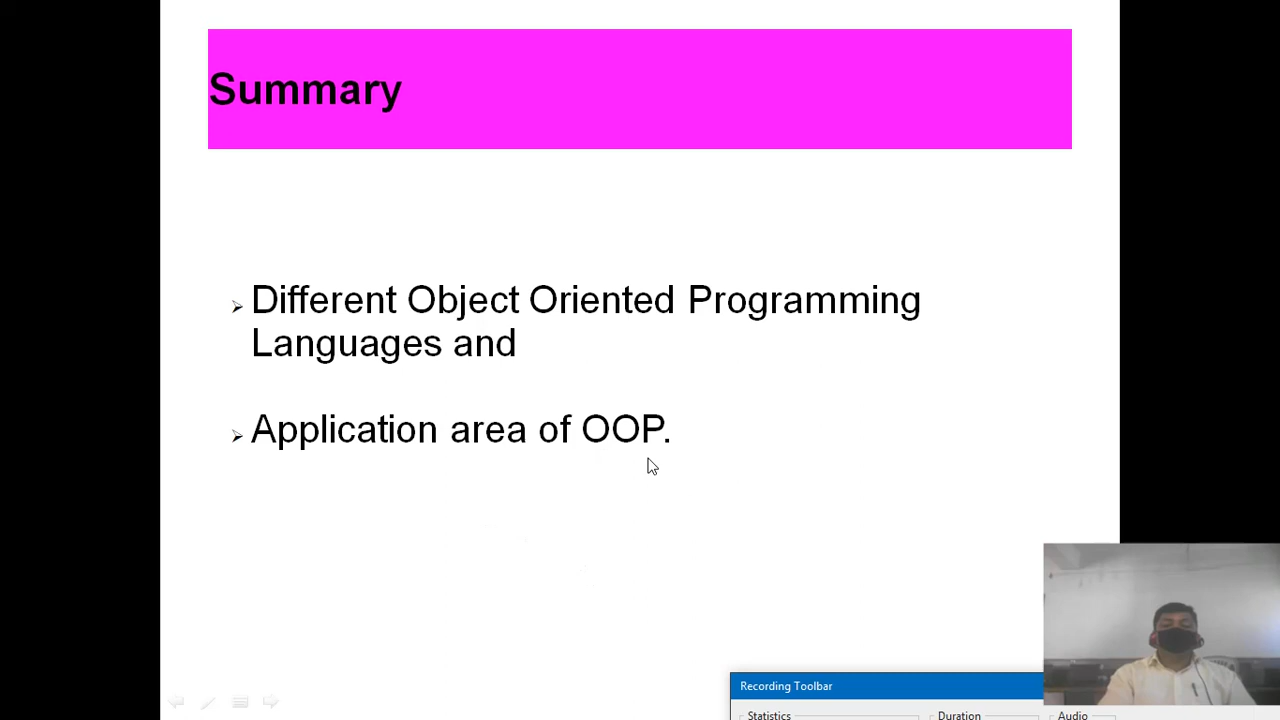 Summary
Different Object Oriented Programming
Languages and
Application area of OOP.
Recording Toolbar
Statistics
Duration
Audio